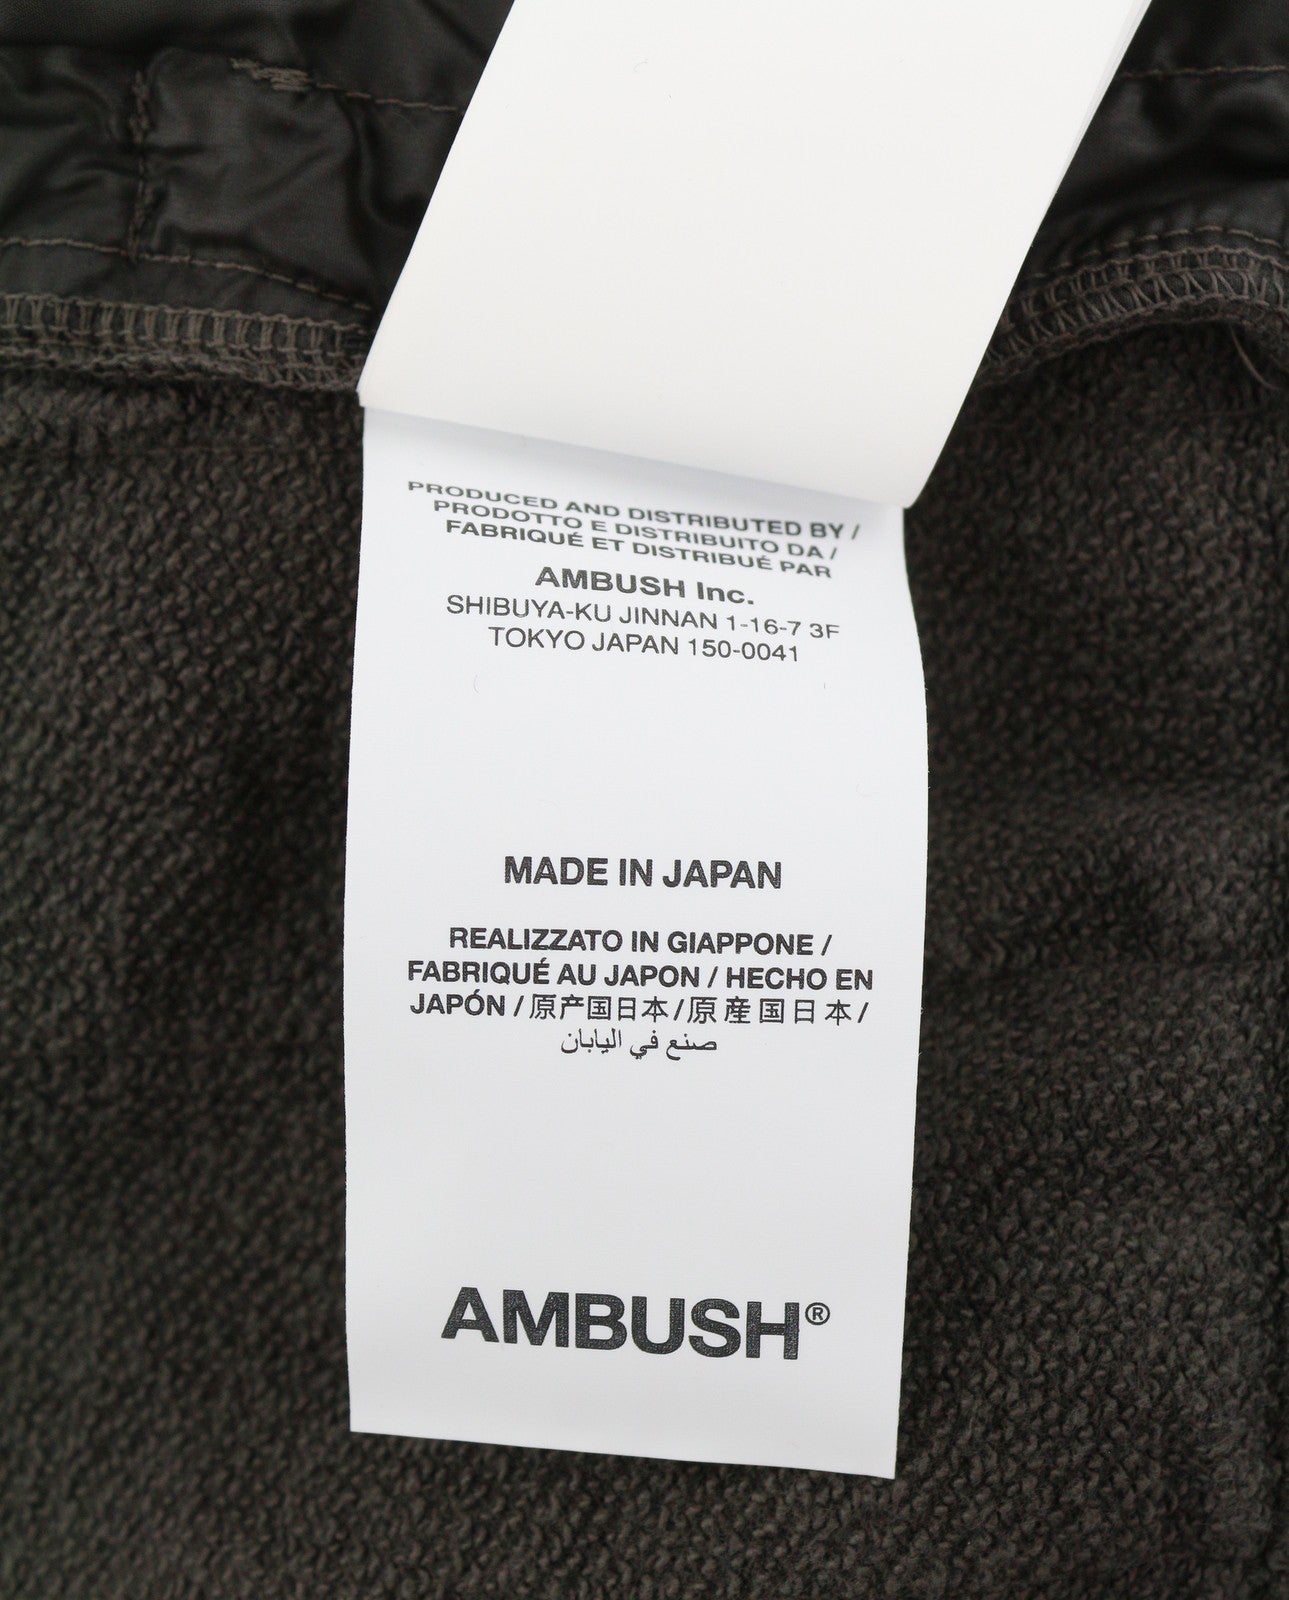 PRODUCED AND DISTRIBUTED BY /
PRODOTTO E DISTRIBUITO DA /
FABRIQUÉ ET DISTRIBUÉ PAR
AMBUSH Inc.
SHIBUYA-KU JINNAN 1-16-7 3F
TOKYO JAPAN 150-0041
MADE IN JAPAN
REALIZZATO IN GIAPPONE /
FABRIQUÉ AU JAPON / HECHO EN
JAPÓN / 原产国日本 / 原産国日本 /
صنع في اليابان
AMBUSH®